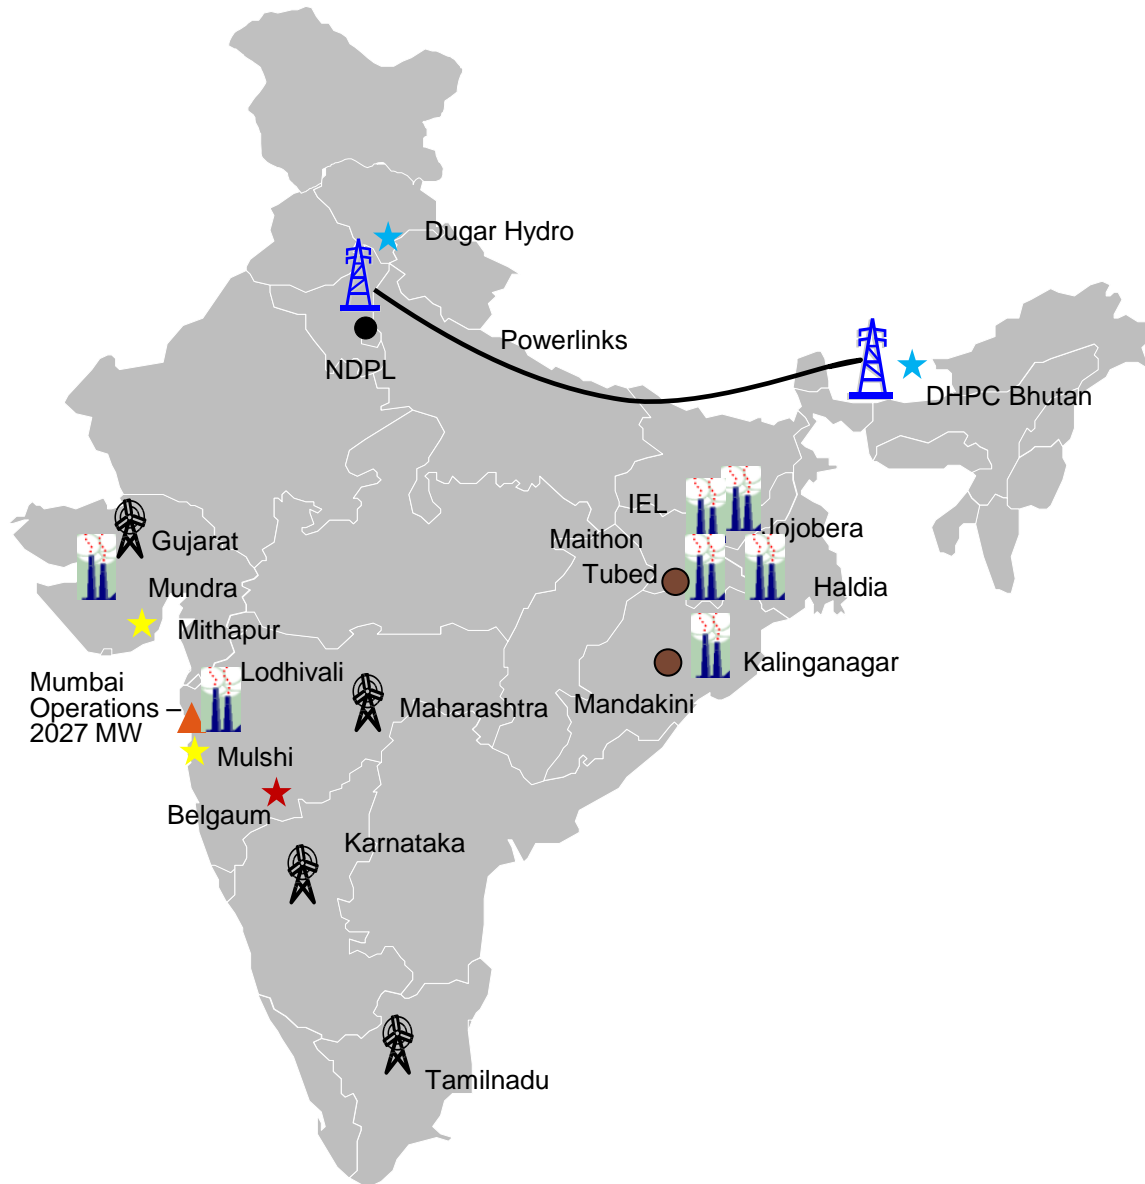 Dugar Hydro
Powerlinks
NDPL
DHPC Bhutan
IEL
Jojobera
Maithon
Gujarat
Tubed
Mundra
Haldia
Mithapur
Kalinganagar
Lodhivali
Mumbai
Operations –
2027 MW
Mandakini
Maharashtra
Mulshi
Belgaum
Karnataka
Tamilnadu